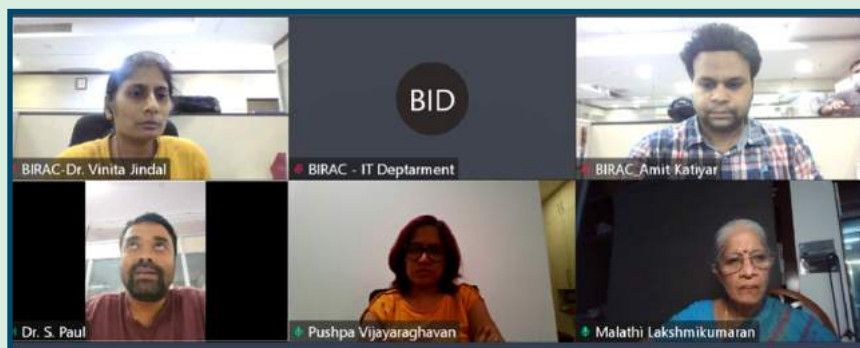 BIRAC-Dr. Vinita Jindal
BID
BIRAC - IT Deptarment
BIRAC_Amit Katiyar
Dr. S. Paul
Pushpa Vijayaraghavan
Malathi Lakshmikumaran